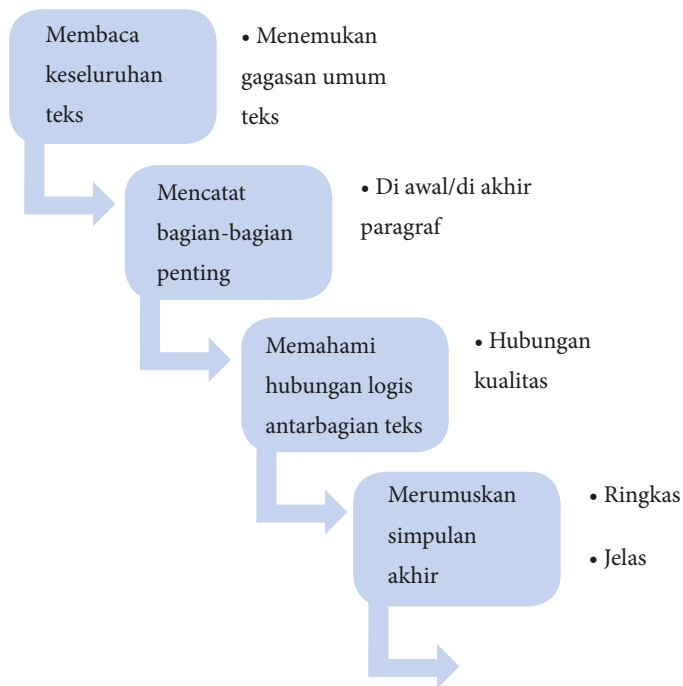 Membaca
keseluruhan
teks
• Menemukan
gagasan umum
teks
Mencatat
bagian-bagian
penting
• Di awal/di akhir
paragraf
Memahami
hubungan logis
antarbagian teks
• Hubungan
kualitas
Merumuskan
simpulan
akhir
• Ringkas
• Jelas